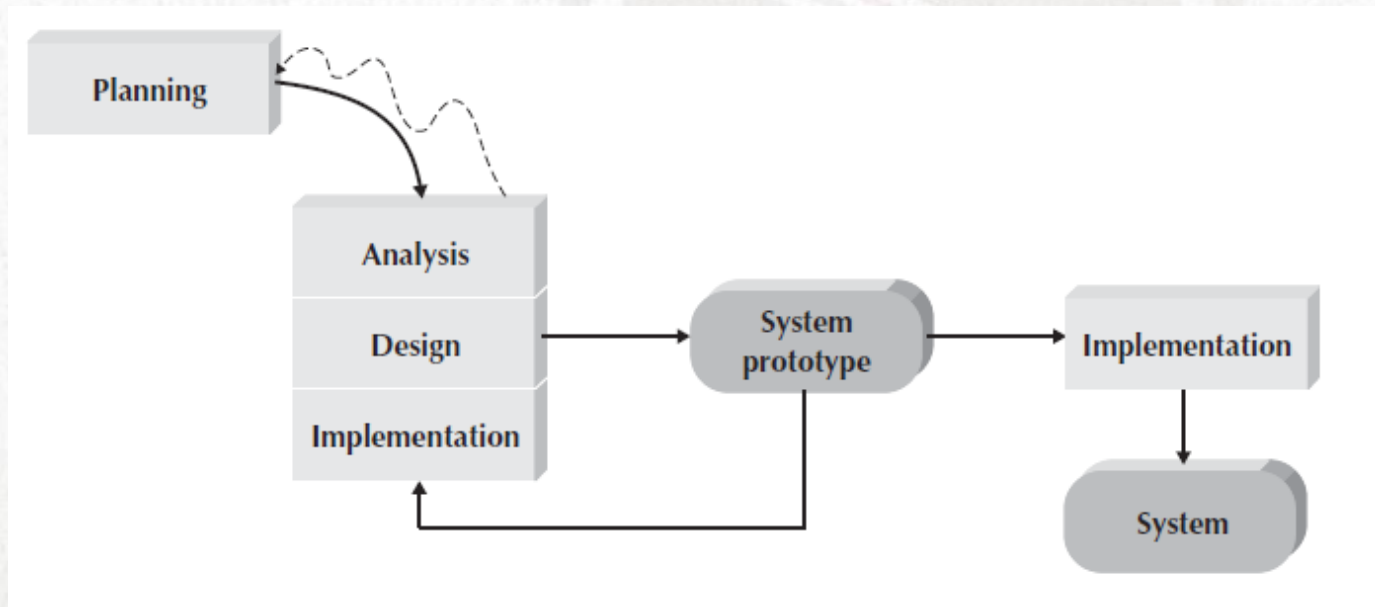 Planning
Analysis
Design
Implementation
System
prototype
Implementation
System